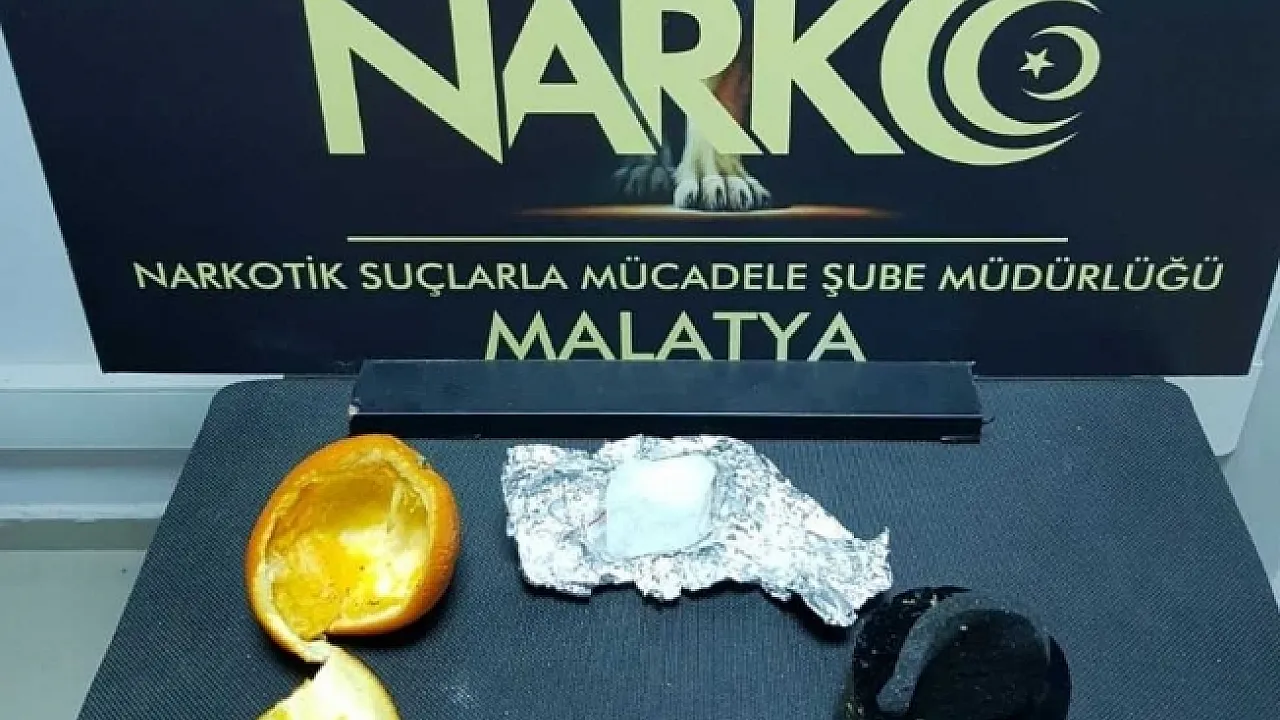 NARKO
NARKOTİK SUÇLARLA MÜCADELE ŞUBE MÜDÜRLÜĞÜ
MALATYA